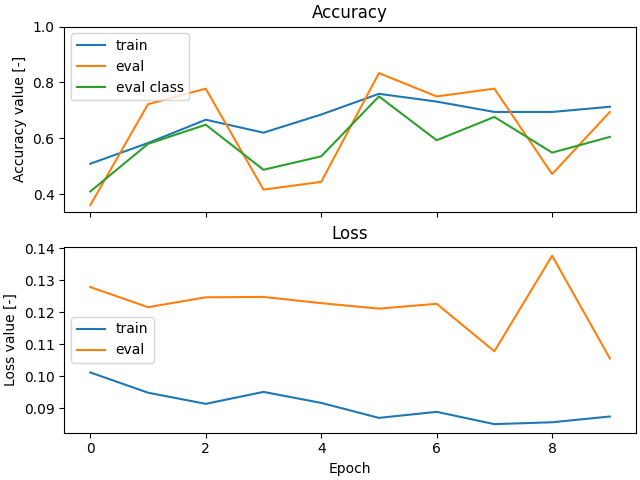 Accuracy
1.0
0.8
0.6
0.4
Accuracy value [-]
train
eval
eval class
Loss
0.14
0.13
0.12
0.11
0.10
0.09
Loss value [-]
train
eval
0 2 4 6 8
Epoch